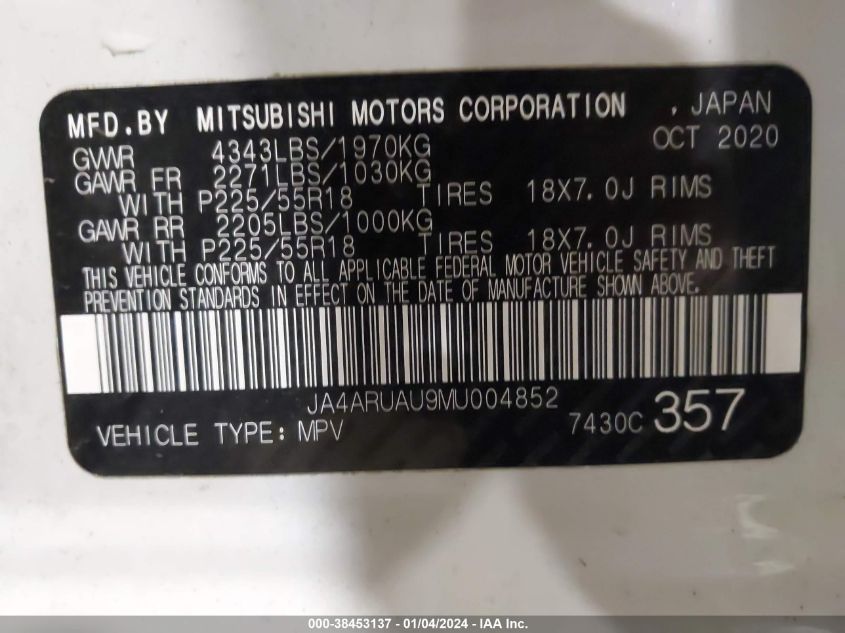 MFD.BY MITSUBISHI MOTORS CORPORATION , JAPAN
OCT 2020
GVWR 4343LBS/1970KG
GAWR FR 2271LBS/1030KG
WITH P225/55R18 TIRES 18X7.0J RIMS
GAWR RR 2205LBS/1000KG
WITH P225/55R18 TIRES 18X7.0J RIMS
THIS VEHICLE CONFORMS TO ALL APPLICABLE FEDERAL MOTOR VEHICLE SAFETY AND THEFT
PREVENTION STANDARDS IN EFFECT ON THE DATE OF MANUFACTURE SHOWN ABOVE.
JA4ARUAU9MU004852
VEHICLE TYPE: MPV 7430C 357
000-38453137 - 01/04/2024 - IAA Inc.